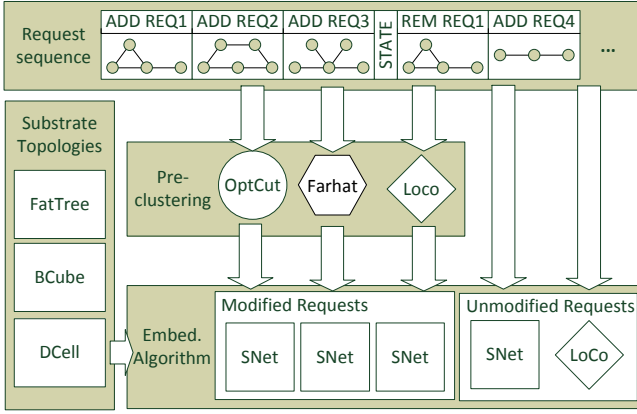 Request sequence
ADD REQ1
ADD REQ2
ADD REQ3
STATE
REM REQ1
ADD REQ4
...
Substrate
Topologies
FatTree
BCube
DCell
Pre-
clustering
OptCut
Farhat
Loco
Embed.
Algorithm
Modified Requests
SNet
SNet
SNet
Unmodified Requests
SNet
LoCo